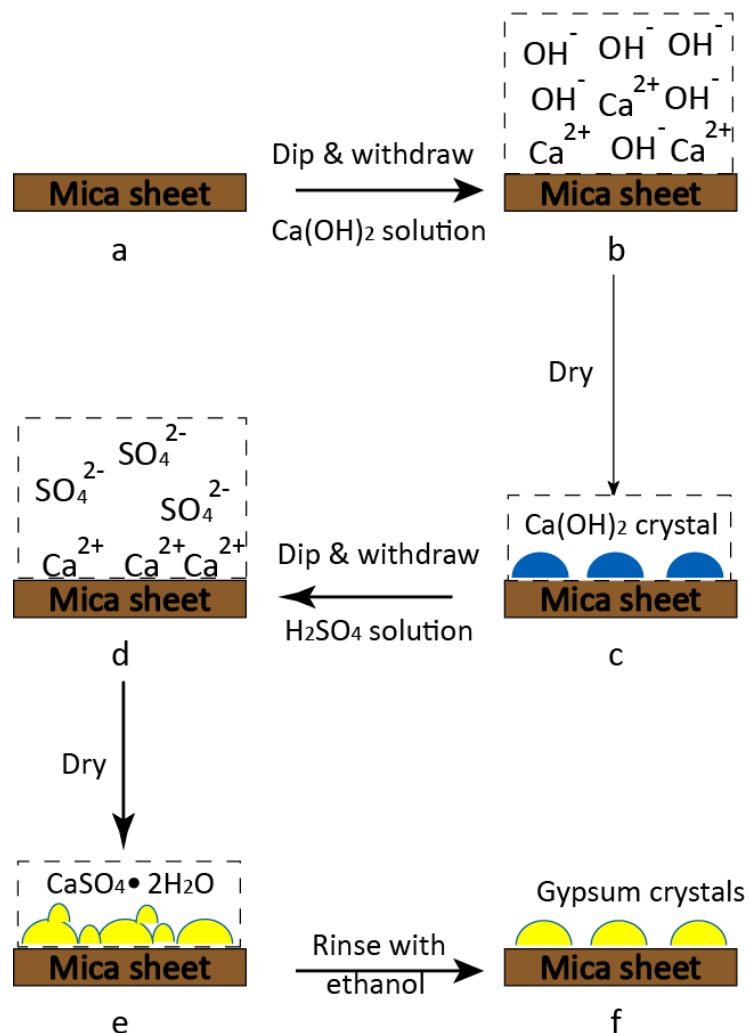 OH⁻ OH⁻ OH⁻
OH⁻ Ca²⁺ OH⁻
Ca²⁺ OH⁻ Ca²⁺
Mica sheet
a
Dip & withdraw
Ca(OH)₂ solution
Mica sheet
b
Dry
Ca(OH)₂ crystal
Mica sheet
c
Dip & withdraw
H₂SO₄ solution
SO₄²⁻
SO₄²⁻
SO₄²⁻
Ca²⁺ Ca²⁺ Ca²⁺
Mica sheet
d
Dry
CaSO₄• 2H₂O
Mica sheet
e
Rinse with
ethanol
Gypsum crystals
Mica sheet
f